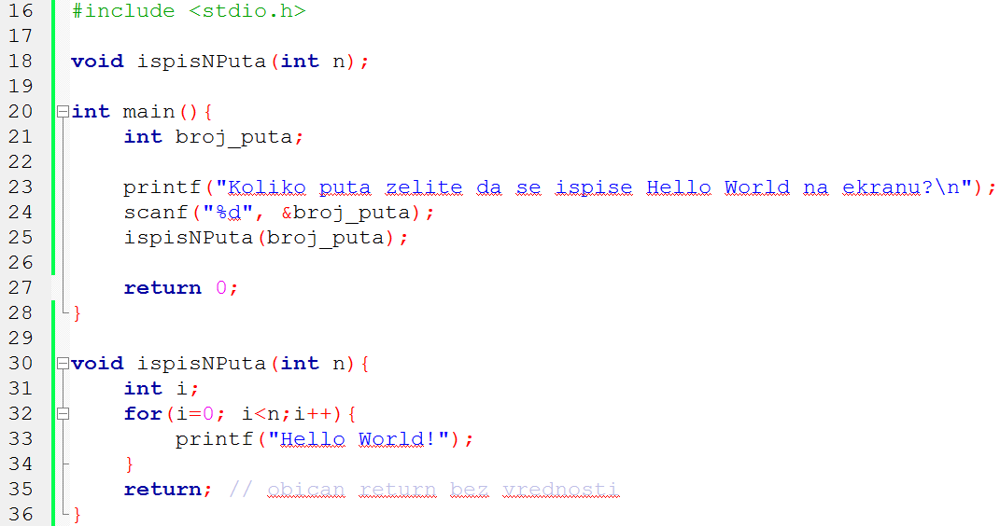 16 #include <stdio.h>
17
18 void ispisNPuta(int n);
19
20 int main(){
21     int broj_puta;
22
23     printf("Koliko puta zelite da se ispise Hello World na ekranu?\n");
24     scanf("%d", &broj_puta);
25     ispisNPuta(broj_puta);
26
27     return 0;
28 }
29
30 void ispisNPuta(int n){
31     int i;
32     for(i=0; i<n;i++){
33         printf("Hello World!");
34     }
35     return; // obican return bez vrednosti
36 }